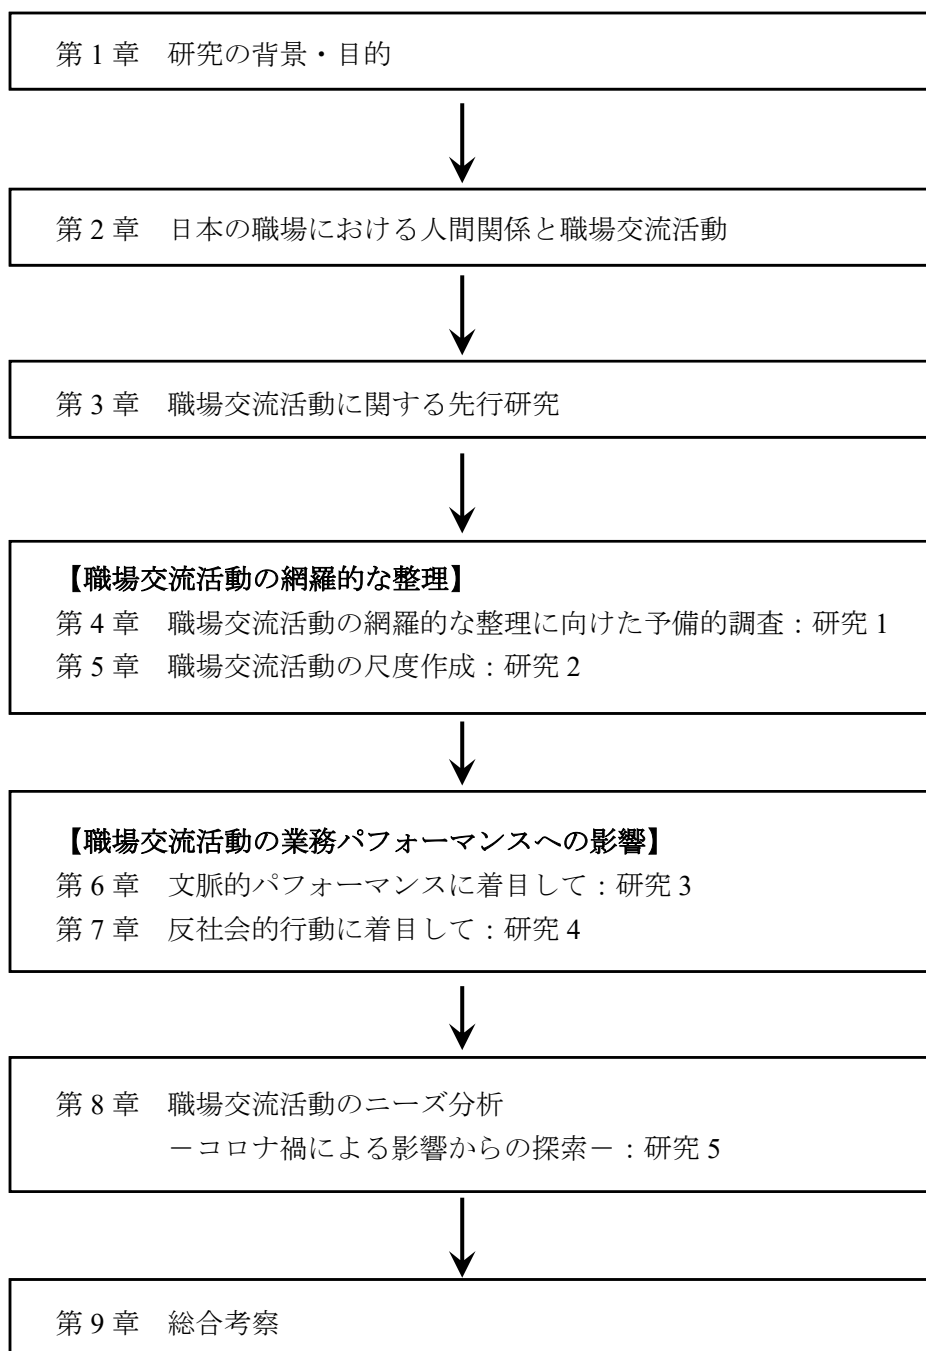 第 1 章　研究の背景・目的
第 2 章　日本の職場における人間関係と職場交流活動
第 3 章　職場交流活動に関する先行研究
【職場交流活動の網羅的な整理】
第 4 章　職場交流活動の網羅的な整理に向けた予備的調査：研究 1
第 5 章　職場交流活動の尺度作成：研究 2
【職場交流活動の業務パフォーマンスへの影響】
第 6 章　文脈的パフォーマンスに着目して：研究 3
第 7 章　反社会的行動に着目して：研究 4
第 8 章　職場交流活動のニーズ分析
－コロナ禍による影響からの探索－：研究 5
第 9 章　総合考察